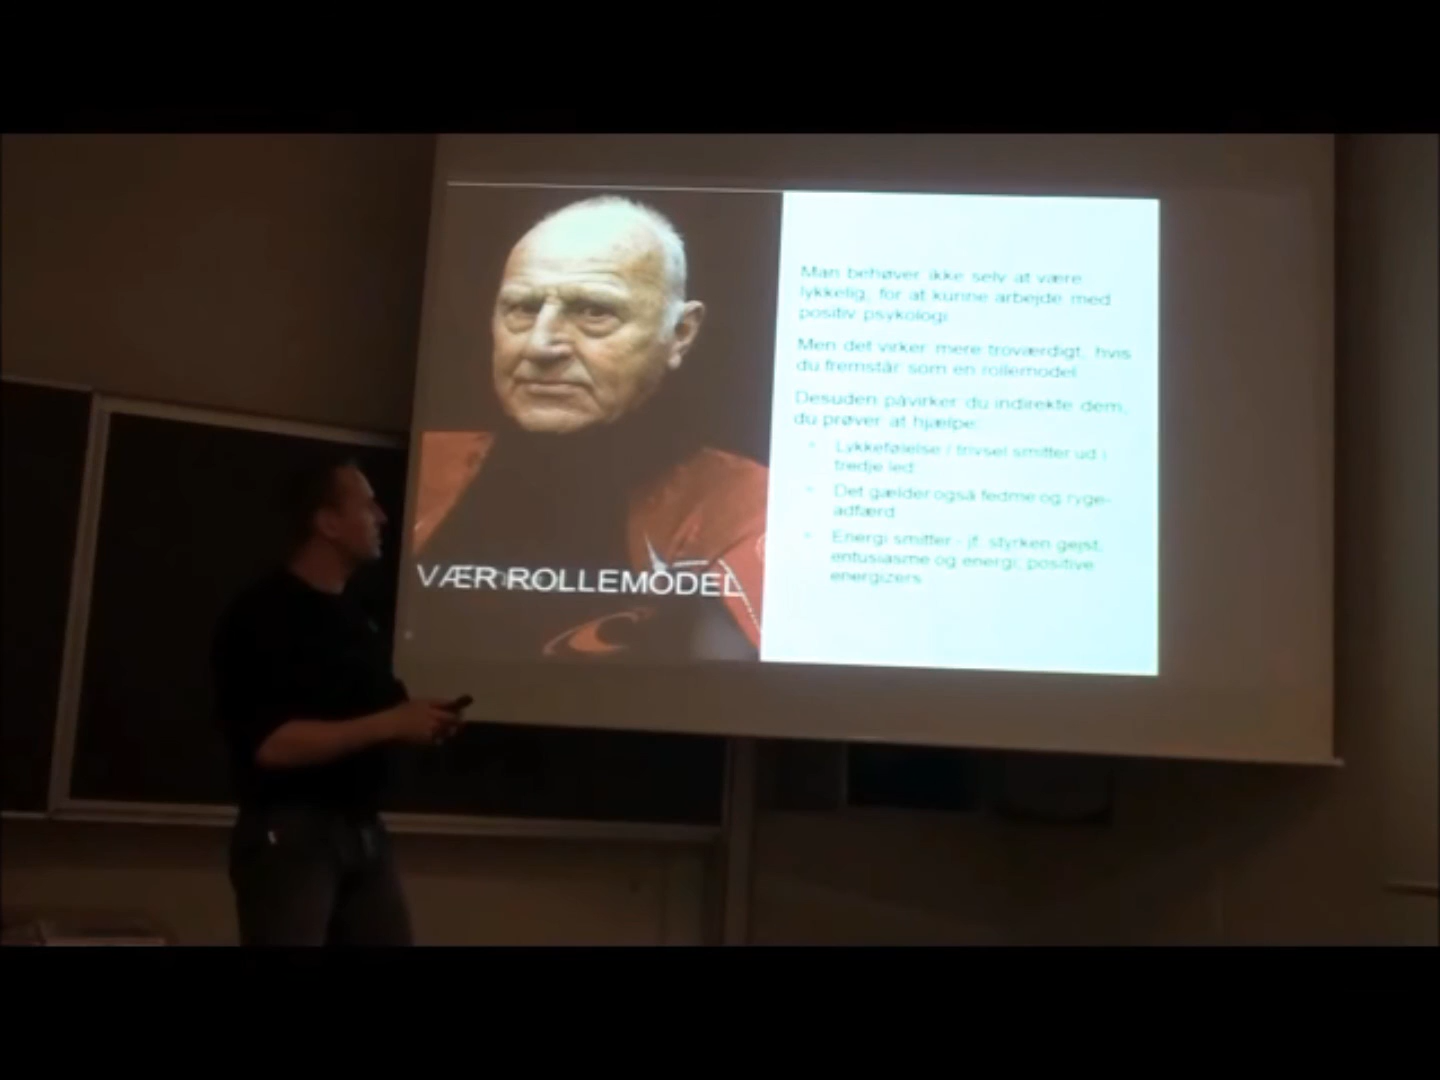 VÆR ROLLEMODEL
Man behøver ikke selv at være
lykkelig, for at kunne arbejde med
positiv psykologi
Men det virker mere troværdigt, hvis
du fremstår som en rollemodel
Desuden påvirker du indirekte dem,
du prøver at hjælpe:
Lykkefølelse / trivsel smitter ud i
tredje led
Det gælder også fedme og ryge-
adfærd
Energi smitter - jf. styrken gejst,
entusiasme og energi; positive
energizers